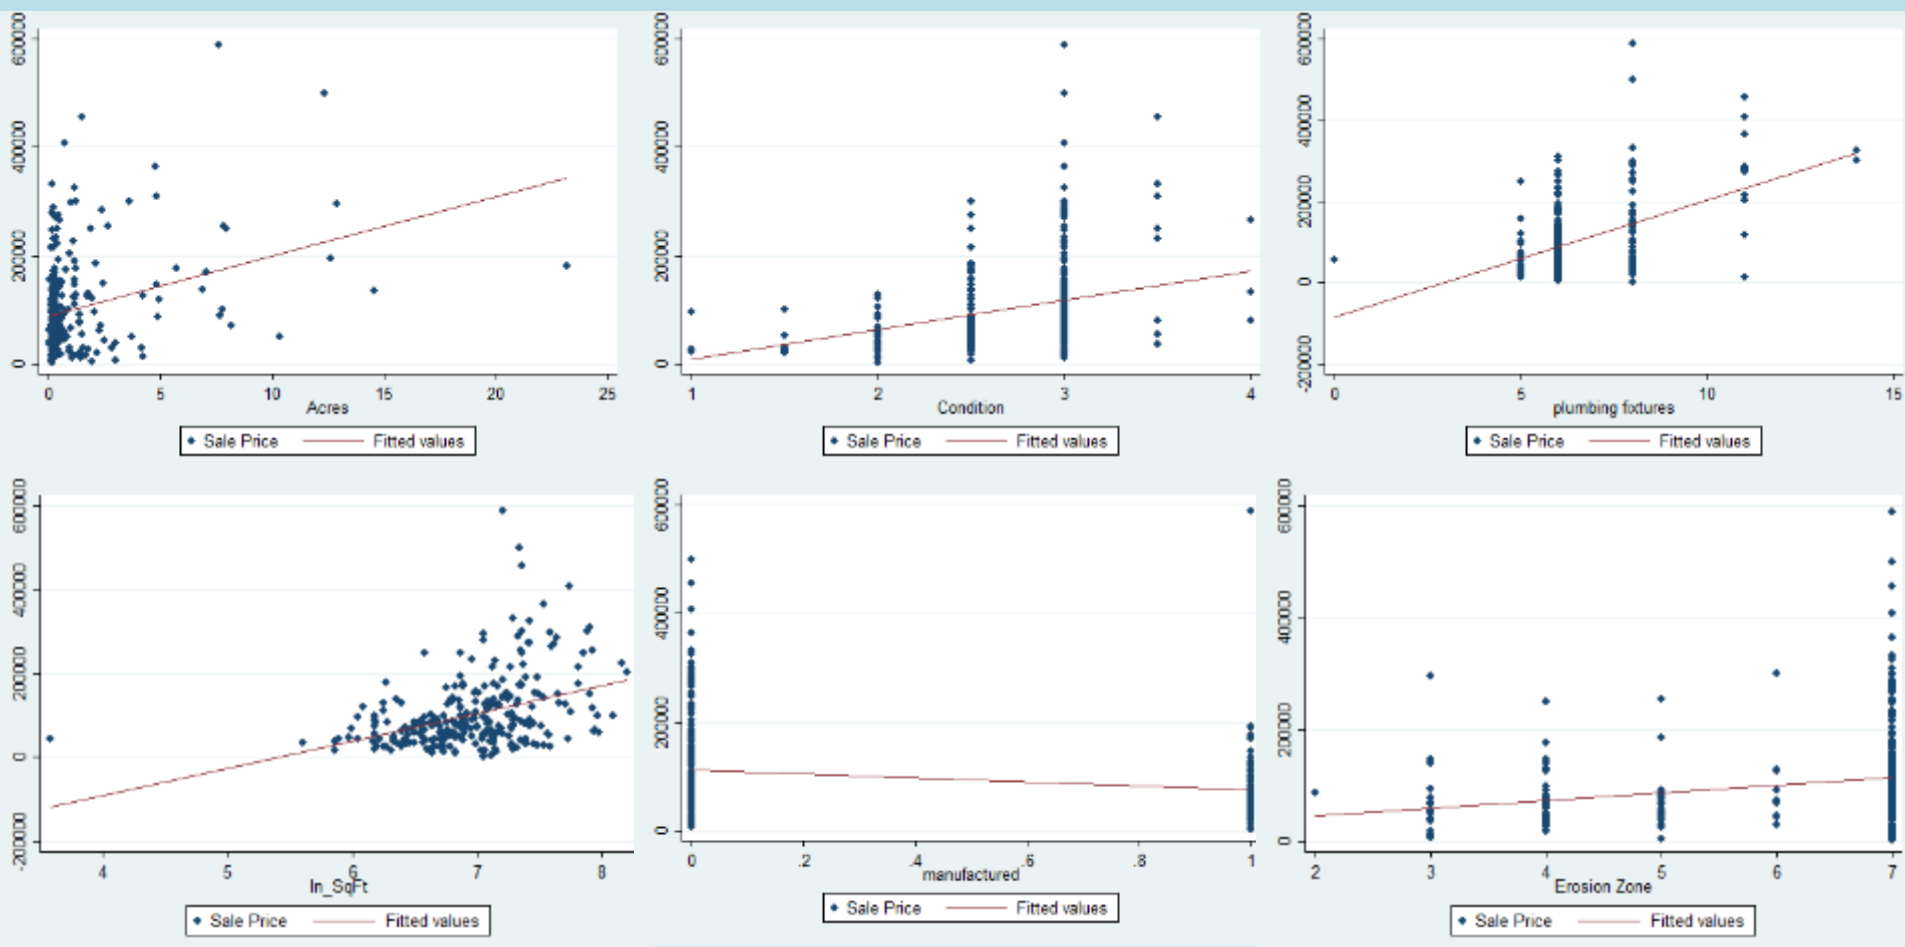 600000
400000
200000
0
0 5 10 15 20 25
Acres
Sale Price Fitted values
600000
400000
200000
0
1 2 3 4
Condition
Sale Price Fitted values
600000
400000
200000
0
-200000
0 5 10 15
plumbing fixtures
Sale Price Fitted values
600000
400000
200000
0
-200000
4 5 6 7 8
ln_SqFt
Sale Price Fitted values
600000
400000
200000
0
0 .2 .4 .6 .8 1
manufactured
Sale Price Fitted values
600000
400000
200000
0
2 3 4 5 6 7
Erosion Zone
Sale Price Fitted values